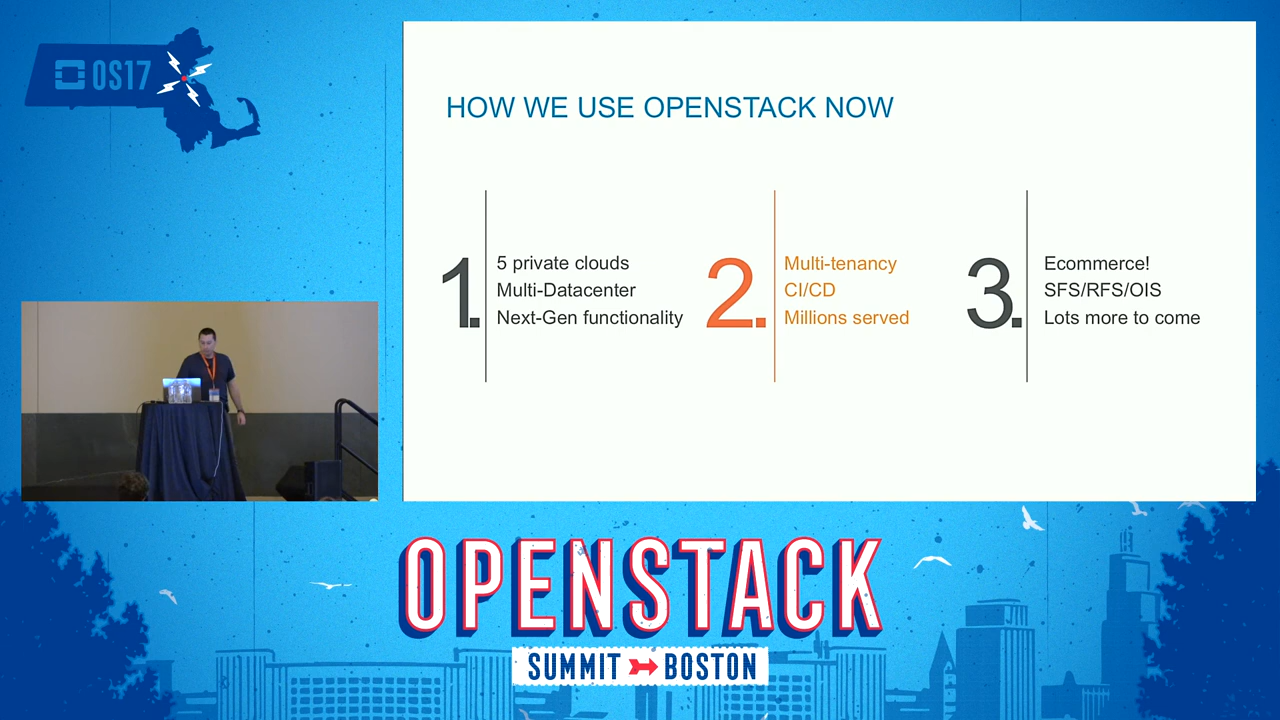 OS17
HOW WE USE OPENSTACK NOW
1.
5 private clouds
Multi-Datacenter
Next-Gen functionality
2.
Multi-tenancy
CI/CD
Millions served
3.
Ecommerce!
SFS/RFS/OIS
Lots more to come
OPENSTACK
SUMMIT BOSTON